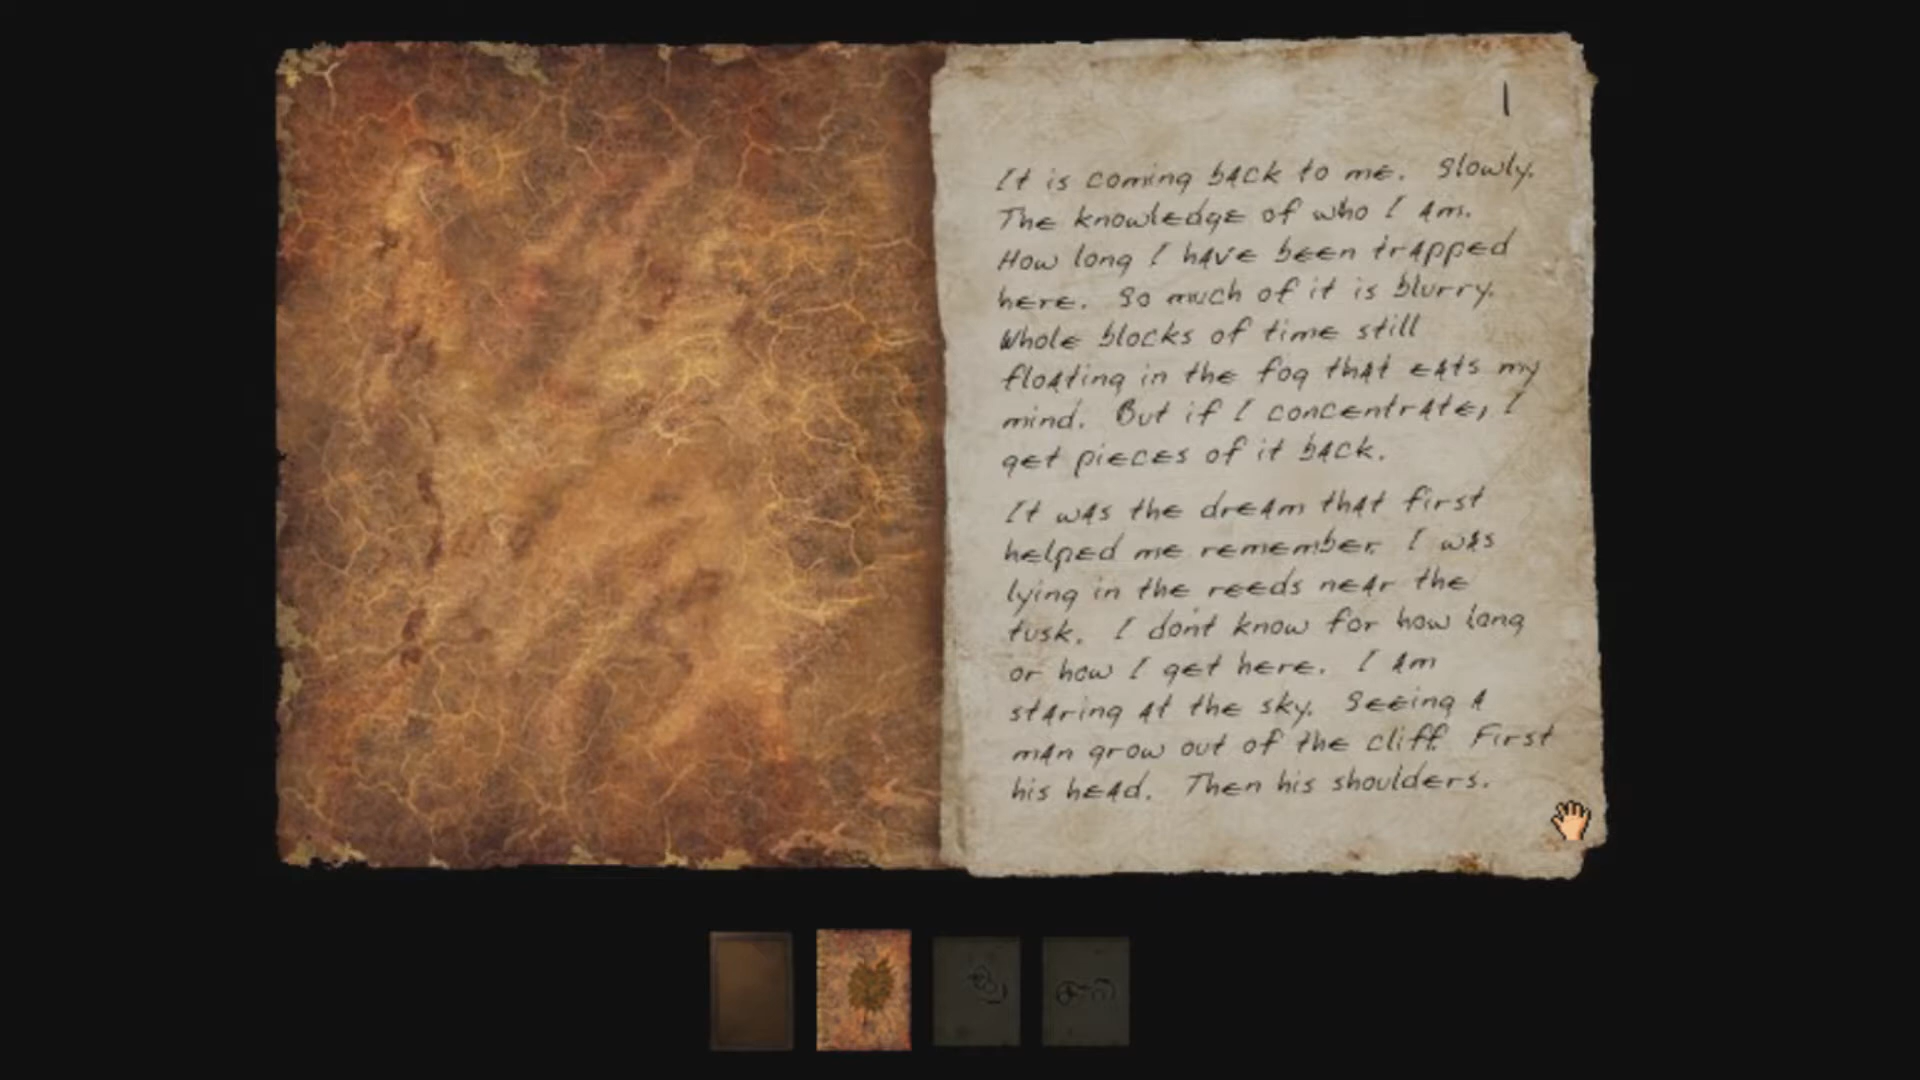 1
It is coming back to me. Slowly.
The knowledge of who I am.
How long I have been trapped
here. So much of it is blurry.
Whole blocks of time still
floating in the fog that eats my
mind. But if I concentrate, I
get pieces of it back.
It was the dream that first
helped me remember. I was
lying in the reeds near the
tusk. I don't know for how long
or how I get here. I am
staring at the sky. Seeing a
man grow out of the cliff. First
his head. Then his shoulders.